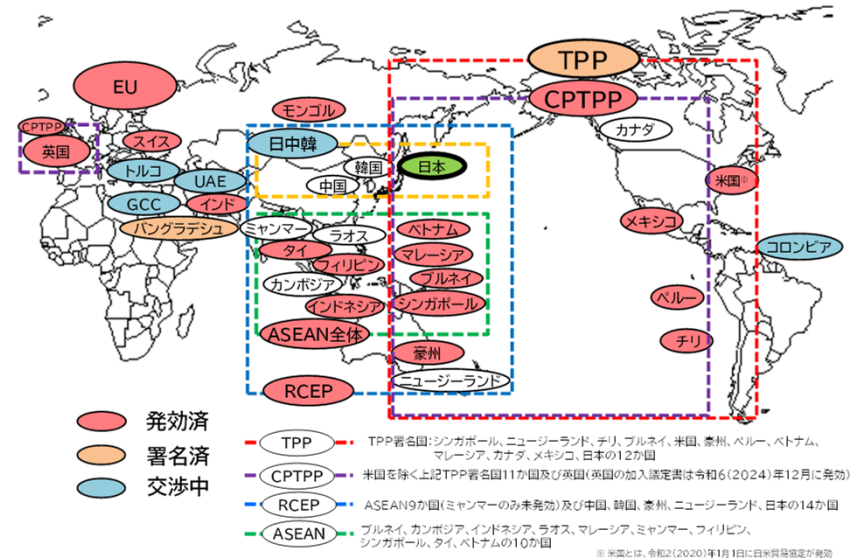 TPP
EU
CPTPP
モンゴル
CPTPP
カナダ
英国
スイス
日中韓
日本
韓国
トルコ
UAE
中国
米国※
GCC
インド
メキシコ
バングラデシュ
ミャンマー
ラオス
ベトナム
コロンビア
タイ
マレーシア
フィリピン
カンボジア
ブルネイ
ペルー
インドネシア
シンガポール
ASEAN全体
チリ
豪州
ニュージーランド
RCEP
発効済
署名済
交渉中
TPP
TPP署名国:シンガポール、ニュージーランド、チリ、ブルネイ、米国、豪州、ペルー、ベトナム、
マレーシア、カナダ、メキシコ、日本の12か国
CPTPP
米国を除く上記TPP署名国11か国及び英国(英国の加入議定書は令和6(2024)年12月に発効)
RCEP
ASEAN9か国(ミャンマーのみ未発効)及び中国、韓国、豪州、ニュージーランド、日本の14か国
ASEAN
ブルネイ、カンボジア、インドネシア、ラオス、マレーシア、ミャンマー、フィリピン、
シンガポール、タイ、ベトナムの10か国
※ 米国とは、令和2(2020)年1月1日に日米貿易協定が発効